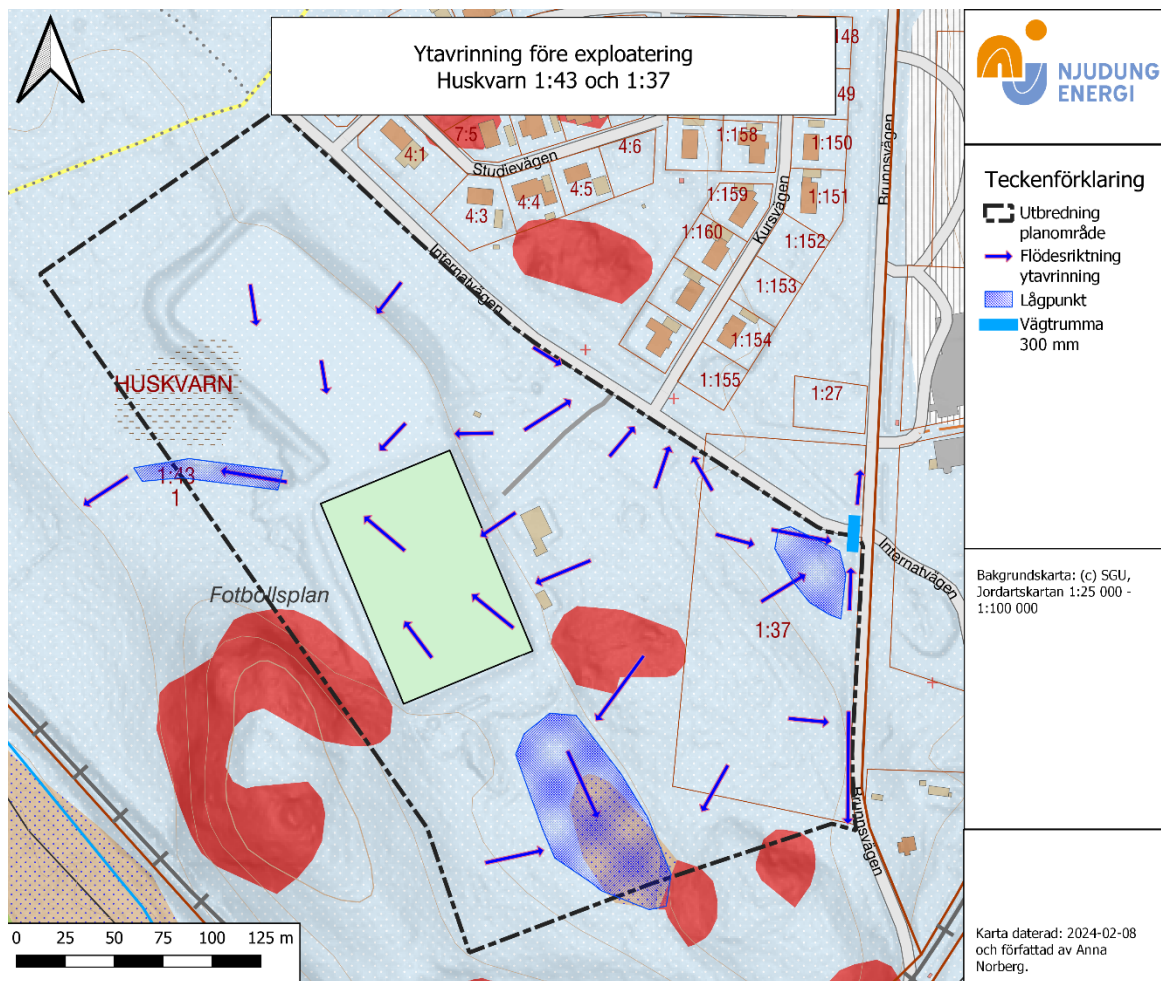 Ytavrinning före exploatering
Huskvarn 1:43 och 1:37
NJUDUNG
ENERGI
Teckenförklaring
Utbredning
planområde
Flödesriktning
ytavrinning
Lågpunkt
Vägtrumma
300 mm
Bakgrundskarta: (c) SGU,
Jordartskartan 1:25 000 -
1:100 000
Karta daterad: 2024-02-08
och författad av Anna
Norberg.
148
49
1:150
1:158
7:5
4:1
4:6
Studievägen
4:5
4:4
4:3
1:159
1:151
1:160
Kursvägen
Brunnsvägen
1:152
Internatvägen
1:153
1:154
1:155
1:27
HUSKVARN
1:43
1
Internatvägen
Fotbollsplan
1:37
Brunnsvägen
0 25 50 75 100 125 m